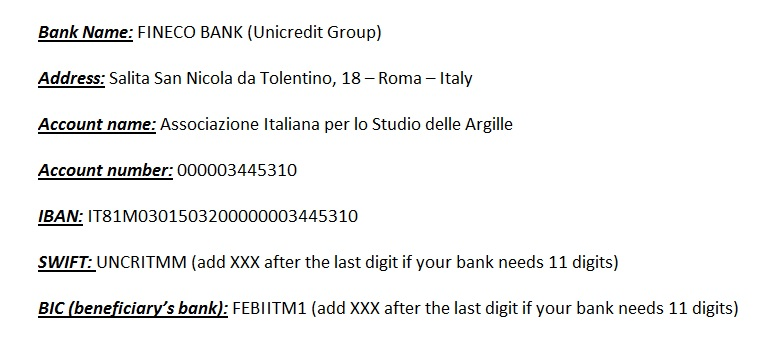 Bank Name: FINECO BANK (Unicredit Group)
Address: Salita San Nicola da Tolentino, 18 – Roma – Italy
Account name: Associazione Italiana per lo Studio delle Argille
Account number: 000003445310
IBAN: IT81M0301503200000003445310
SWIFT: UNCRITMM (add XXX after the last digit if your bank needs 11 digits)
BIC (beneficiary’s bank): FEBIITM1 (add XXX after the last digit if your bank needs 11 digits)